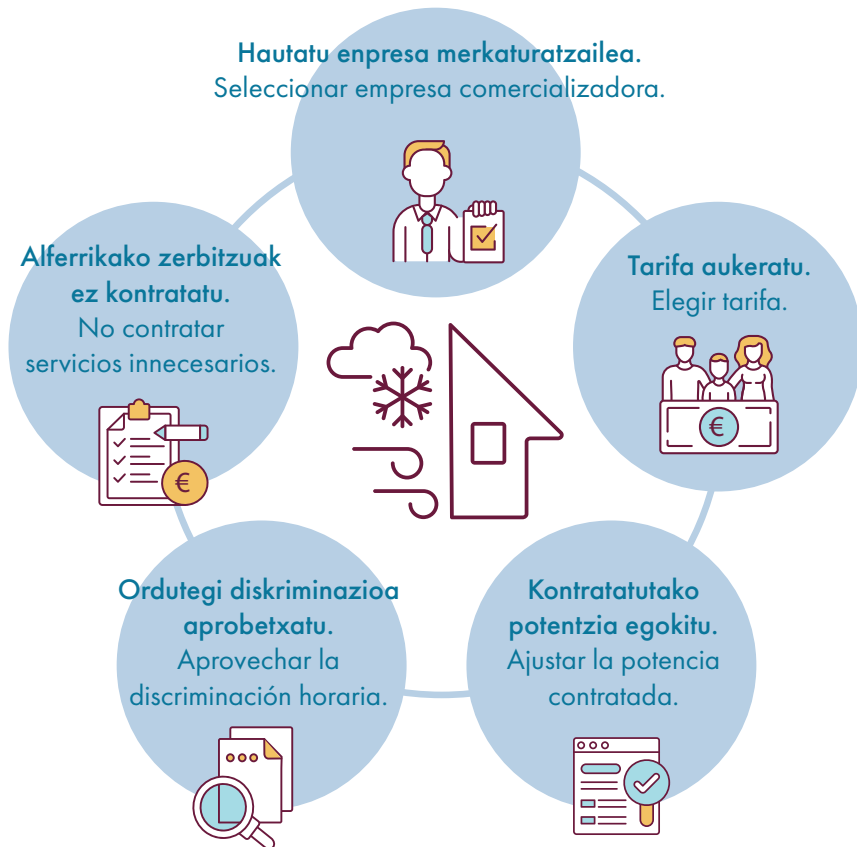 Hautatu enpresa merkaturatzailea.
Seleccionar empresa comercializadora.
Tarifa aukeratu.
Elegir tarifa.
€
Kontratatutako
potentzia egokitu.
Ajustar la potencia
contratada.
Ordutegi diskriminazioa
aprobetxatu.
Aprovechar la
discriminación horaria.
Alferrikako zerbitzuak
ez kontratatu.
No contratar
servicios innecesarios.
€